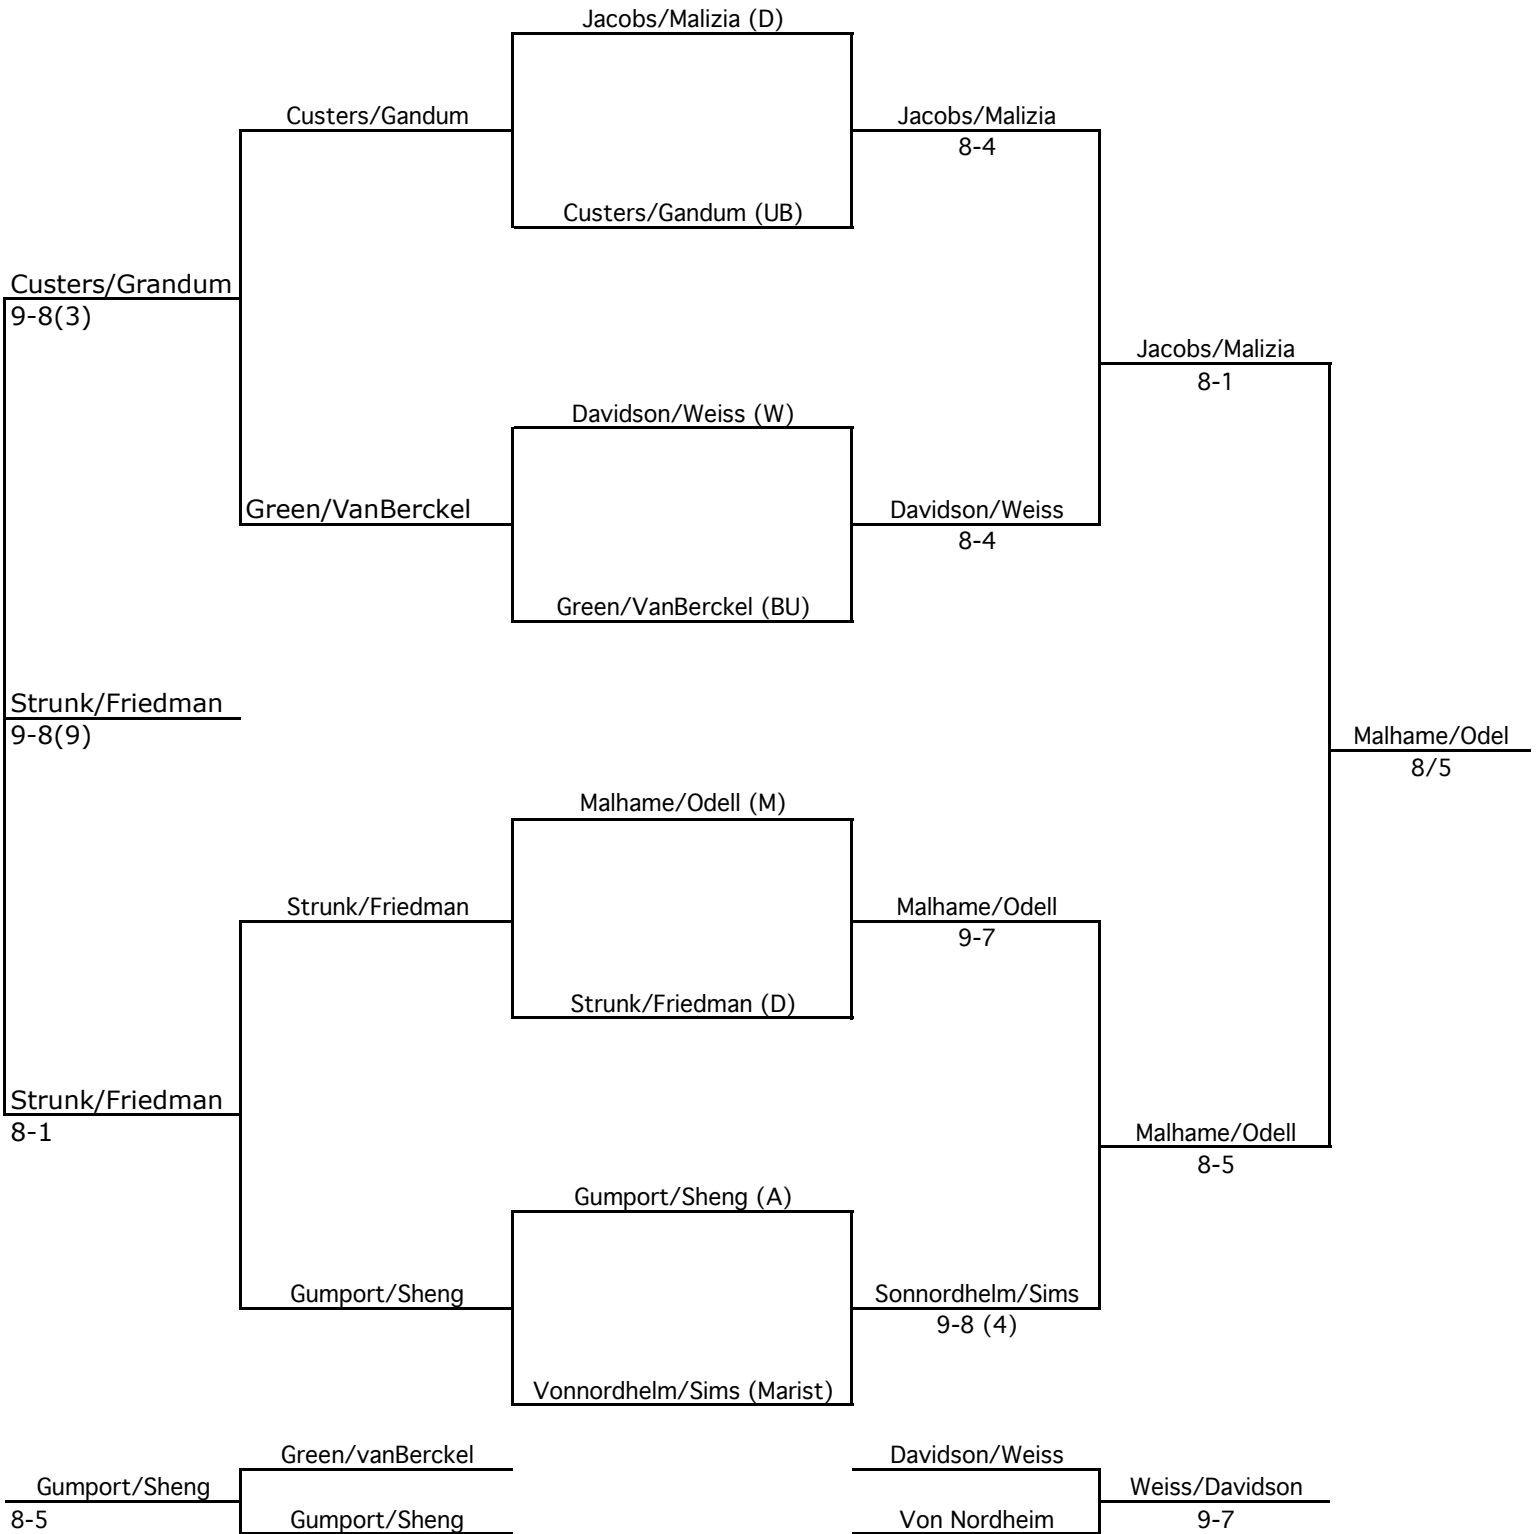 Jacobs/Malizia (D)
Custers/Gandum
Jacobs/Malizia
8-4
Custers/Gandum (UB)
Custers/Grandum
9-8(3)
Jacobs/Malizia
8-1
Davidson/Weiss (W)
Green/VanBerckel
Davidson/Weiss
8-4
Green/VanBerckel (BU)
Strunk/Friedman
9-8(9)
Malhame/Odel
8/5
Malhame/Odell (M)
Strunk/Friedman
Malhame/Odell
9-7
Strunk/Friedman (D)
Strunk/Friedman
8-1
Malhame/Odell
8-5
Gumport/Sheng (A)
Gumport/Sheng
Sonnordhelm/Sims
9-8 (4)
Vonnordhelm/Sims (Marist)
Green/vanBerckel
Davidson/Weiss
Gumport/Sheng
Weiss/Davidson
8-5
Gumport/Sheng
Von Nordheim
9-7